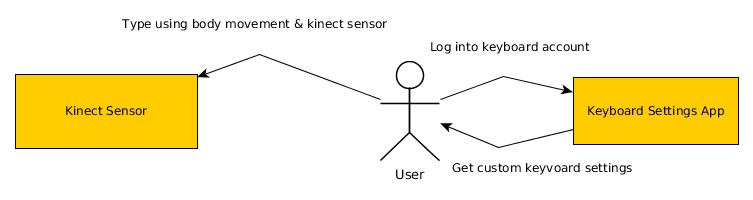 Type using body movement & kinect sensor
Log into keyboard account
Kinect Sensor
Keyboard Settings App
Get custom keyvoard settings
User